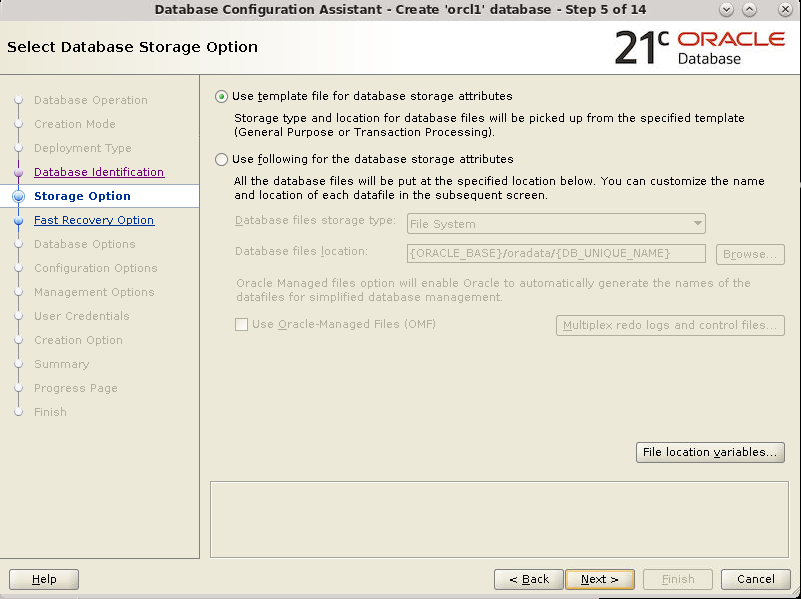 Database Configuration Assistant - Create 'orcl1' database - Step 5 of 14
Select Database Storage Option
21c ORACLE
Database
Database Operation
Creation Mode
Deployment Type
Database Identification
Storage Option
Fast Recovery Option
Database Options
Configuration Options
Management Options
User Credentials
Creation Option
Summary
Progress Page
Finish
Use template file for database storage attributes
Storage type and location for database files will be picked up from the specified template
(General Purpose or Transaction Processing).
Use following for the database storage attributes
All the database files will be put at the specified location below. You can customize the name
and location of each datafile in the subsequent screen.
Database files storage type: File System
Database files location: {ORACLE_BASE}/oradata/{DB_UNIQUE_NAME} Browse...
Oracle Managed files option will enable Oracle to automatically generate the names of the
datafiles for simplified database management.
Use Oracle-Managed Files (OMF) Multiplex redo logs and control files...
File location variables...
Help < Back Next > Finish Cancel